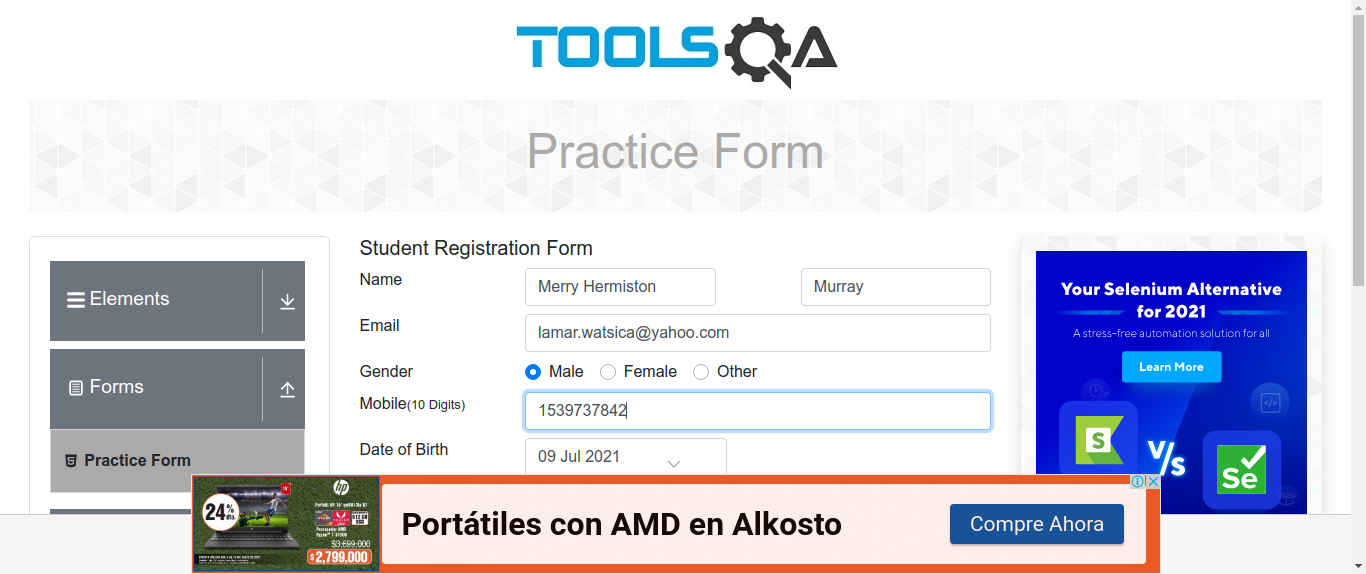 TOOLSQA
Practice Form
Elements
Forms
Practice Form
Student Registration Form
Name
Merry Hermiston
Murray
Email
lamar.watsica@yahoo.com
Gender
Male
Female
Other
Mobile(10 Digits)
1539737842
Date of Birth
09 Jul 2021
Your Selenium Alternative
for 2021
A stress-free automation solution for all
Learn More
S
V/s
Se
24% dto.
hp
$3,699,000
$2,799,000
Portátiles con AMD en Alkosto
Compre Ahora